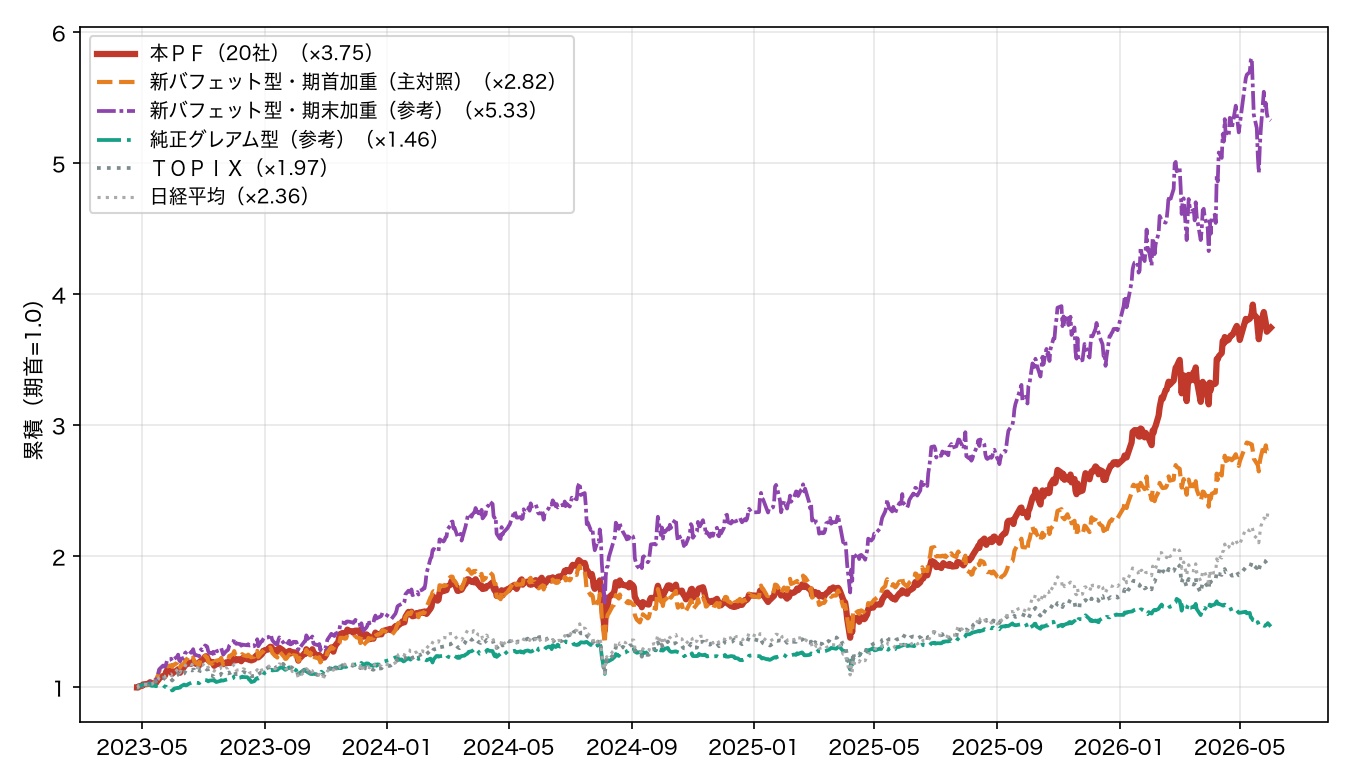 6
5
4
3
2
1
累積（期首=1.0）
本ＰＦ（20社）（×3.75）
新バフェット型・期首加重（主対照）（×2.82）
新バフェット型・期末加重（参考）（×5.33）
純正グレアム型（参考）（×1.46）
ＴＯＰＩＸ（×1.97）
日経平均（×2.36）
2023-05 2023-09 2024-01 2024-05 2024-09 2025-01 2025-05 2025-09 2026-01 2026-05